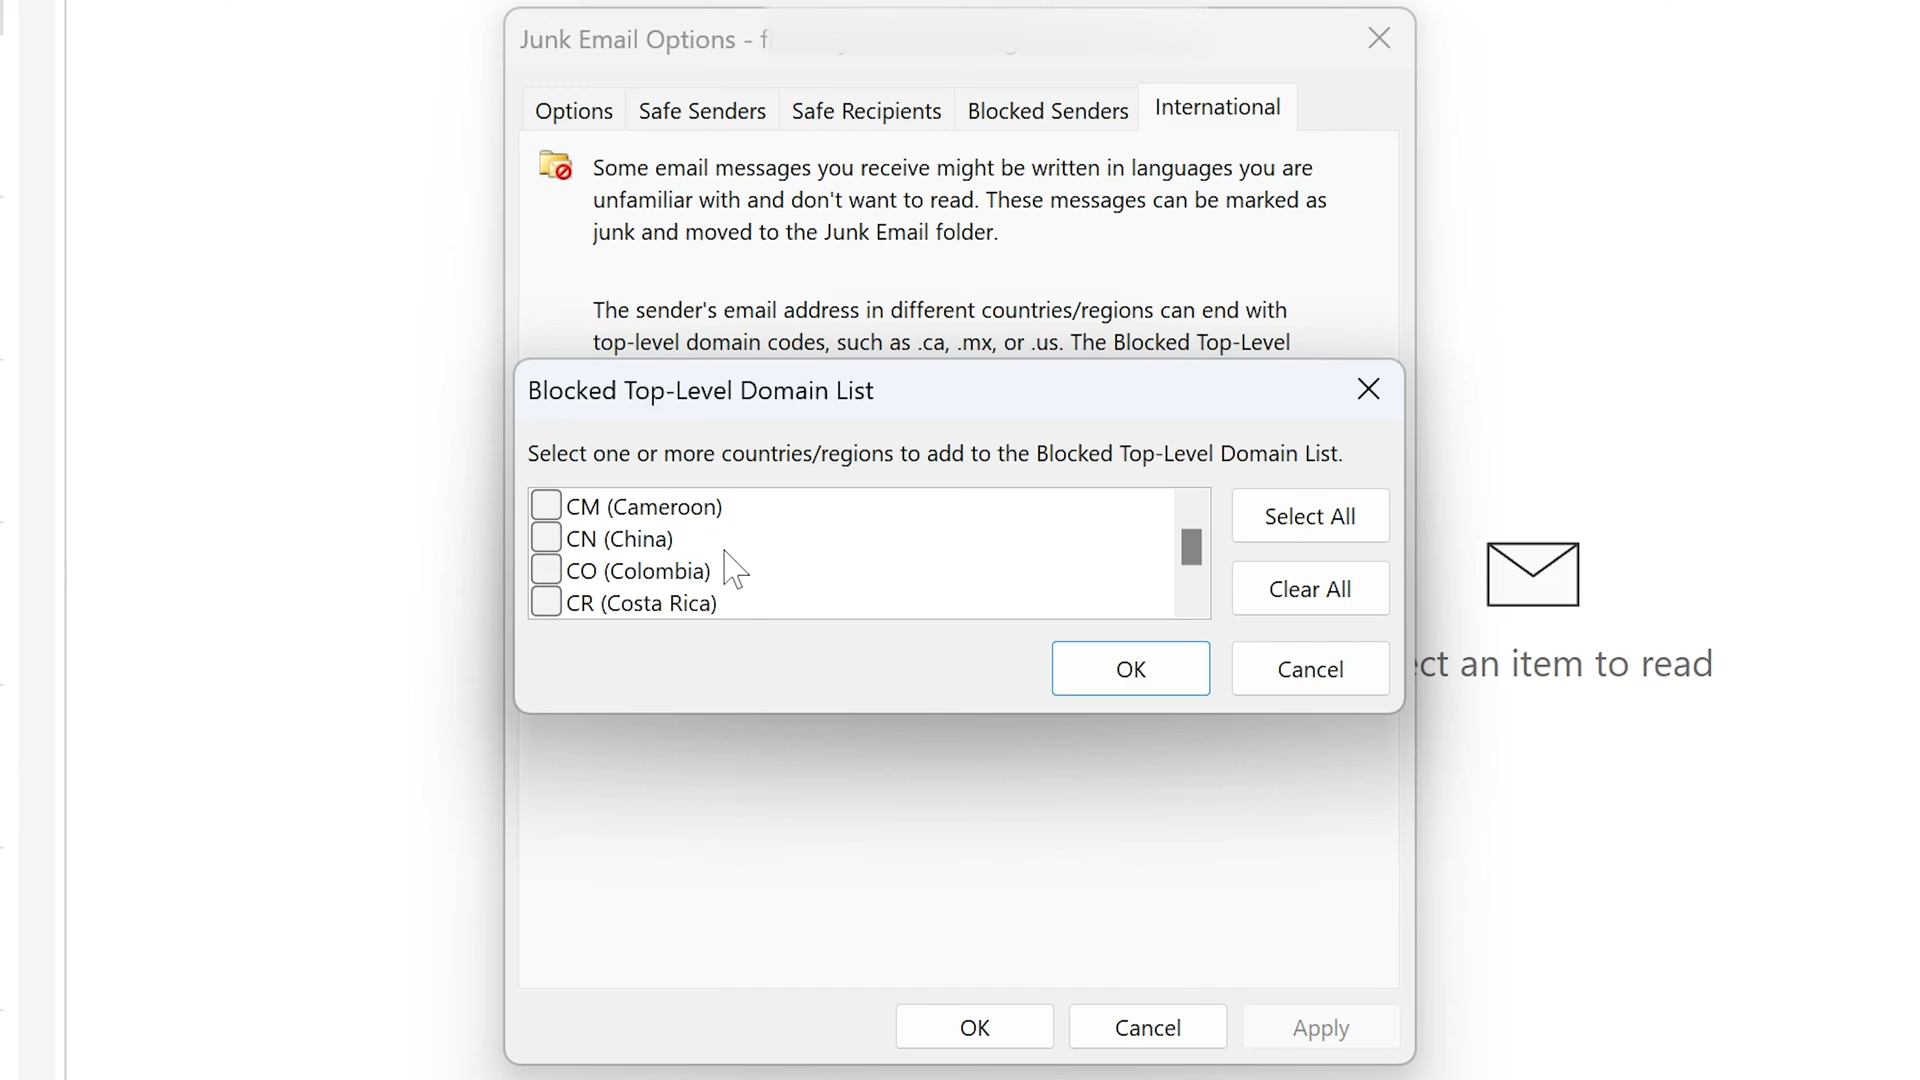 Junk Email Options -
Options
Safe Senders
Safe Recipients
Blocked Senders
International
Some email messages you receive might be written in languages you are
unfamiliar with and don't want to read. These messages can be marked as
junk and moved to the Junk Email folder.
The sender's email address in different countries/regions can end with
top-level domain codes, such as .ca, .mx, or .us. The Blocked Top-Level
Blocked Top-Level Domain List
Select one or more countries/regions to add to the Blocked Top-Level Domain List.
CM (Cameroon)
CN (China)
CO (Colombia)
CR (Costa Rica)
Select All
Clear All
OK
Cancel
an item to read
OK
Cancel
Apply